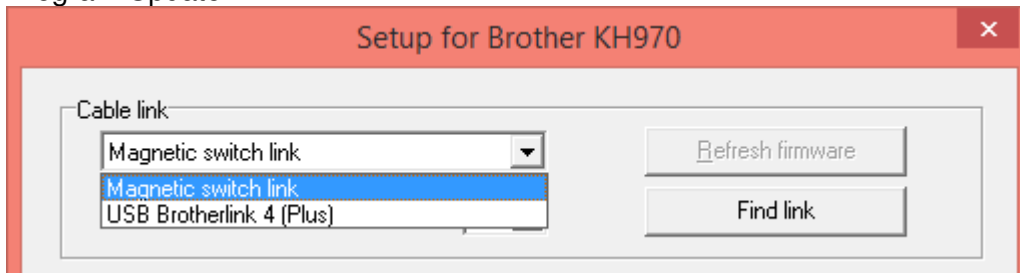 Setup for Brother KH970
Cable link
Magnetic switch link
Refresh firmware
Magnetic switch link
USB Brotherlink 4 (Plus)
Find link